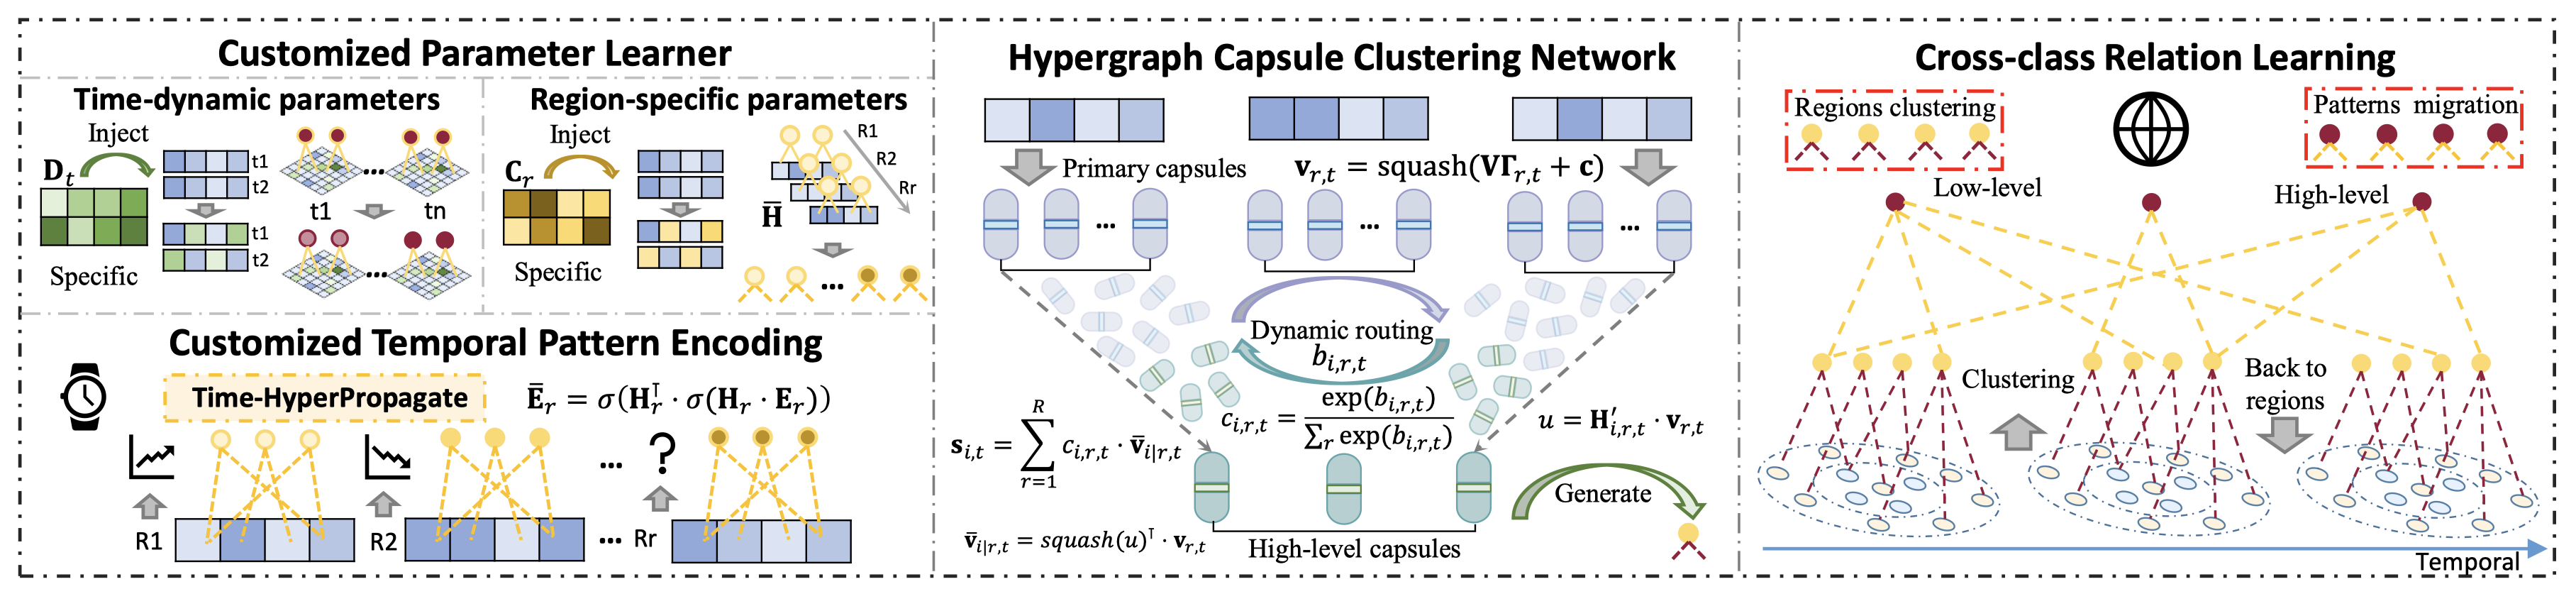 Customized Parameter Learner
Time-dynamic parameters
Inject
D_t
t1
t2
t1
t2
Specific
t1
tn
Region-specific parameters
Inject
C_r
Specific
R1
R2
Rr
H̄
...
...
...
Customized Temporal Pattern Encoding
Time-HyperPropagate
Ē_r = σ(H_r^⊺ · σ(H_r · E_r))
... ?
R1
R2
... Rr
Hypergraph Capsule Clustering Network
Primary capsules
v_{r,t} = squash(VΓ_{r,t} + c)
...
...
...
Dynamic routing
b_{i,r,t}
s_{i,t} = ∑_{r=1}^{R} c_{i,r,t} · v̄_{i|r,t}
c_{i,r,t} = exp(b_{i,r,t}) / ∑_r exp(b_{i,r,t})
u = H′_{i,r,t} · v_{r,t}
Generate
v̄_{i|r,t} = squash(u)^⊺ · v_{r,t}
High-level capsules
Cross-class Relation Learning
Regions clustering
Patterns migration
Low-level
High-level
Clustering
Back to
regions
Temporal